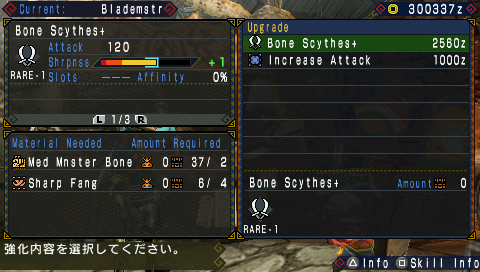 Current: Blademstr
300337z
Bone Scythes+
Attack 120
Shrpnss +1
RARE-1
Slots --- Affinity 0%
L 1/3 R
Material Needed Amount Required
Med Mnster Bone 0 37/ 2
Sharp Fang 0 6/ 4
Upgrade
Bone Scythes+ 2560z
Increase Attack 1000z
Bone Scythes+ Amount 0
RARE-1
強化内容を選択してください。
Info Skill Info